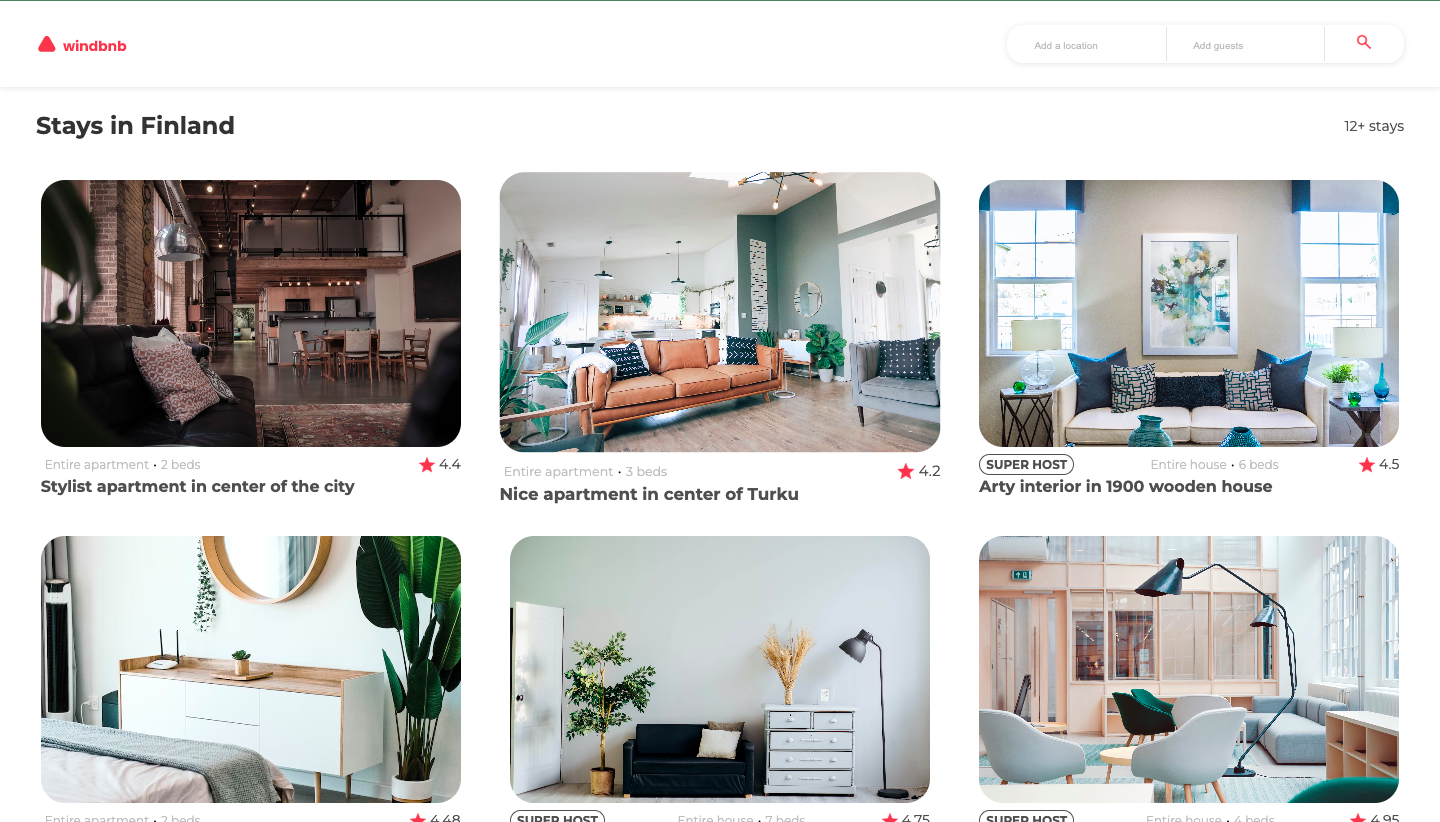 windbnb
Add a location
Add guests
Stays in Finland
12+ stays
Entire apartment • 2 beds
4.4
Stylist apartment in center of the city
Entire apartment • 3 beds
4.2
Nice apartment in center of Turku
SUPER HOST
Entire house • 6 beds
4.5
Arty interior in 1900 wooden house
Entire apartment • 2 beds
4.48
SUPER HOST
Entire house • 7 beds
4.75
SUPER HOST
Entire house • 4 beds
4.95